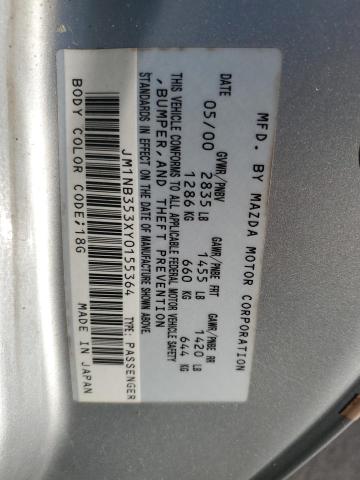 MFD. BY MAZDA MOTOR CORPORATION
DATE GVWR/PNBV GAWR/PNBE FRT GAWR/PNBE RR
05/00 2835 LB 1455 LB 1420 LB
1286 KG 660 KG 644 KG
THIS VEHICLE CONFORMS TO ALL APPLICABLE FEDERAL MOTOR VEHICLE SAFETY
, BUMPER, AND THEFT PREVENTION
STANDARDS IN EFFECT ON THE DATE OF MANUFACTURE SHOWN ABOVE.
JM1NB353XY0155364 TYPE: PASSENGER
BODY COLOR CODE;18G MADE IN JAPAN